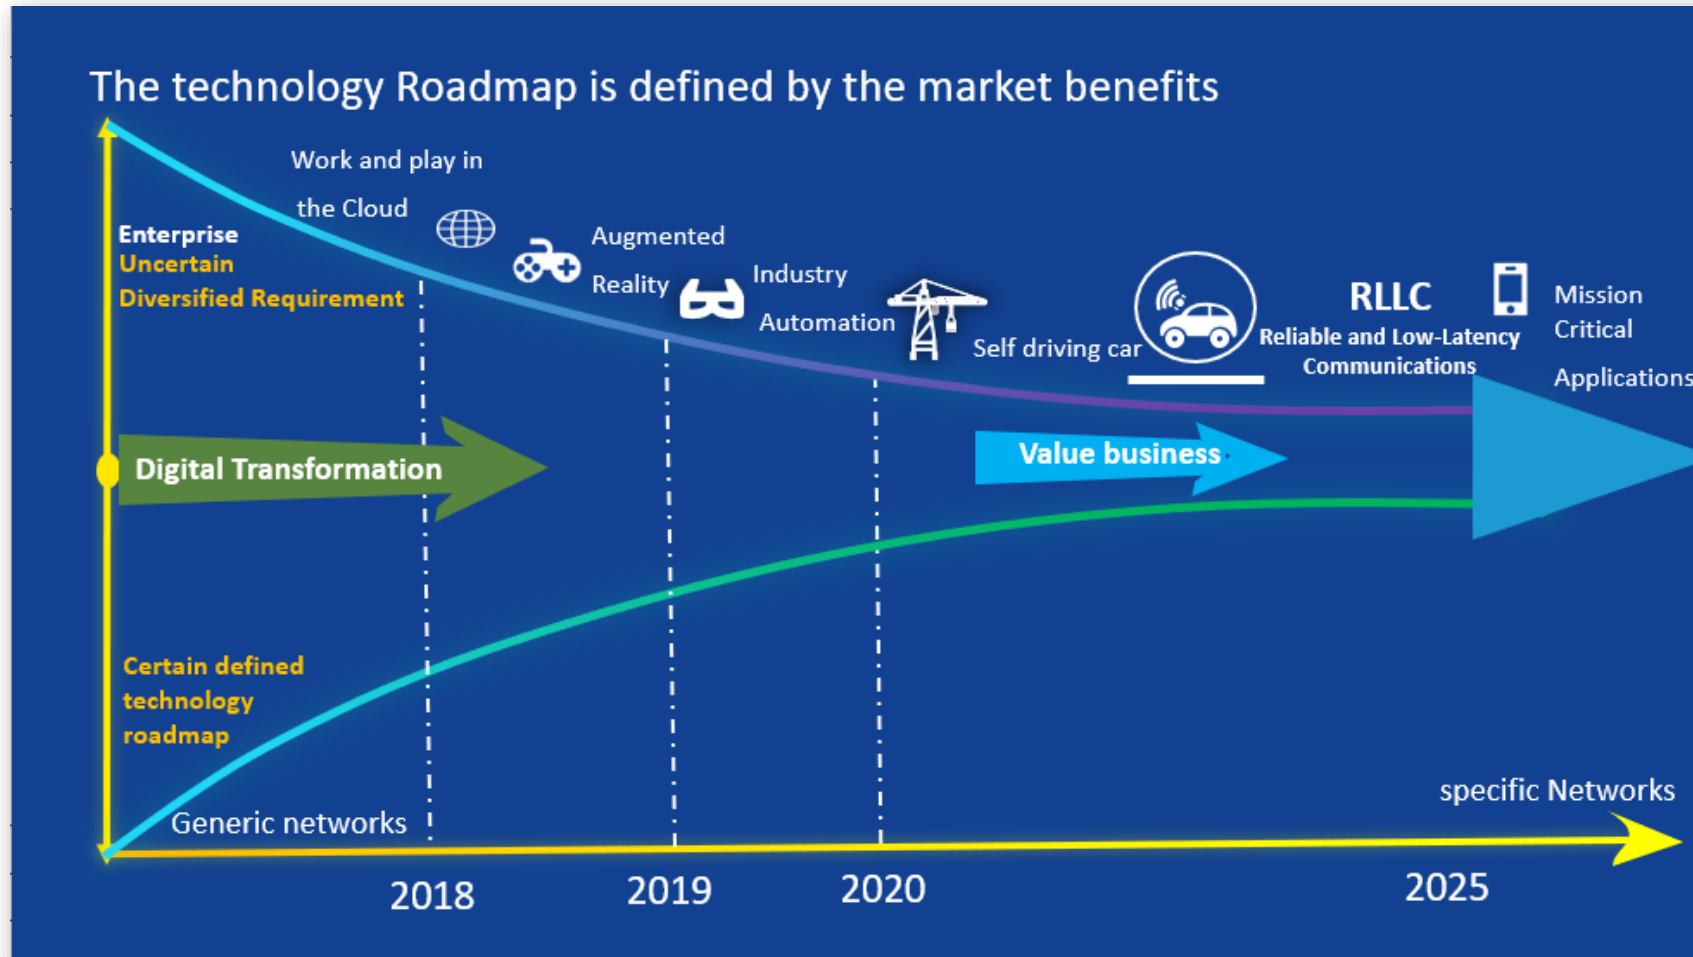 The technology Roadmap is defined by the market benefits
Work and play in
the Cloud
Enterprise
Uncertain
Diversified Requirement
Augmented
Reality
Industry
Automation
Self driving car
RLLC
Reliable and Low-Latency
Communications
Mission
Critical
Applications
Digital Transformation
Value business
Certain defined
technology
roadmap
Generic networks
specific Networks
2018
2019
2020
2025